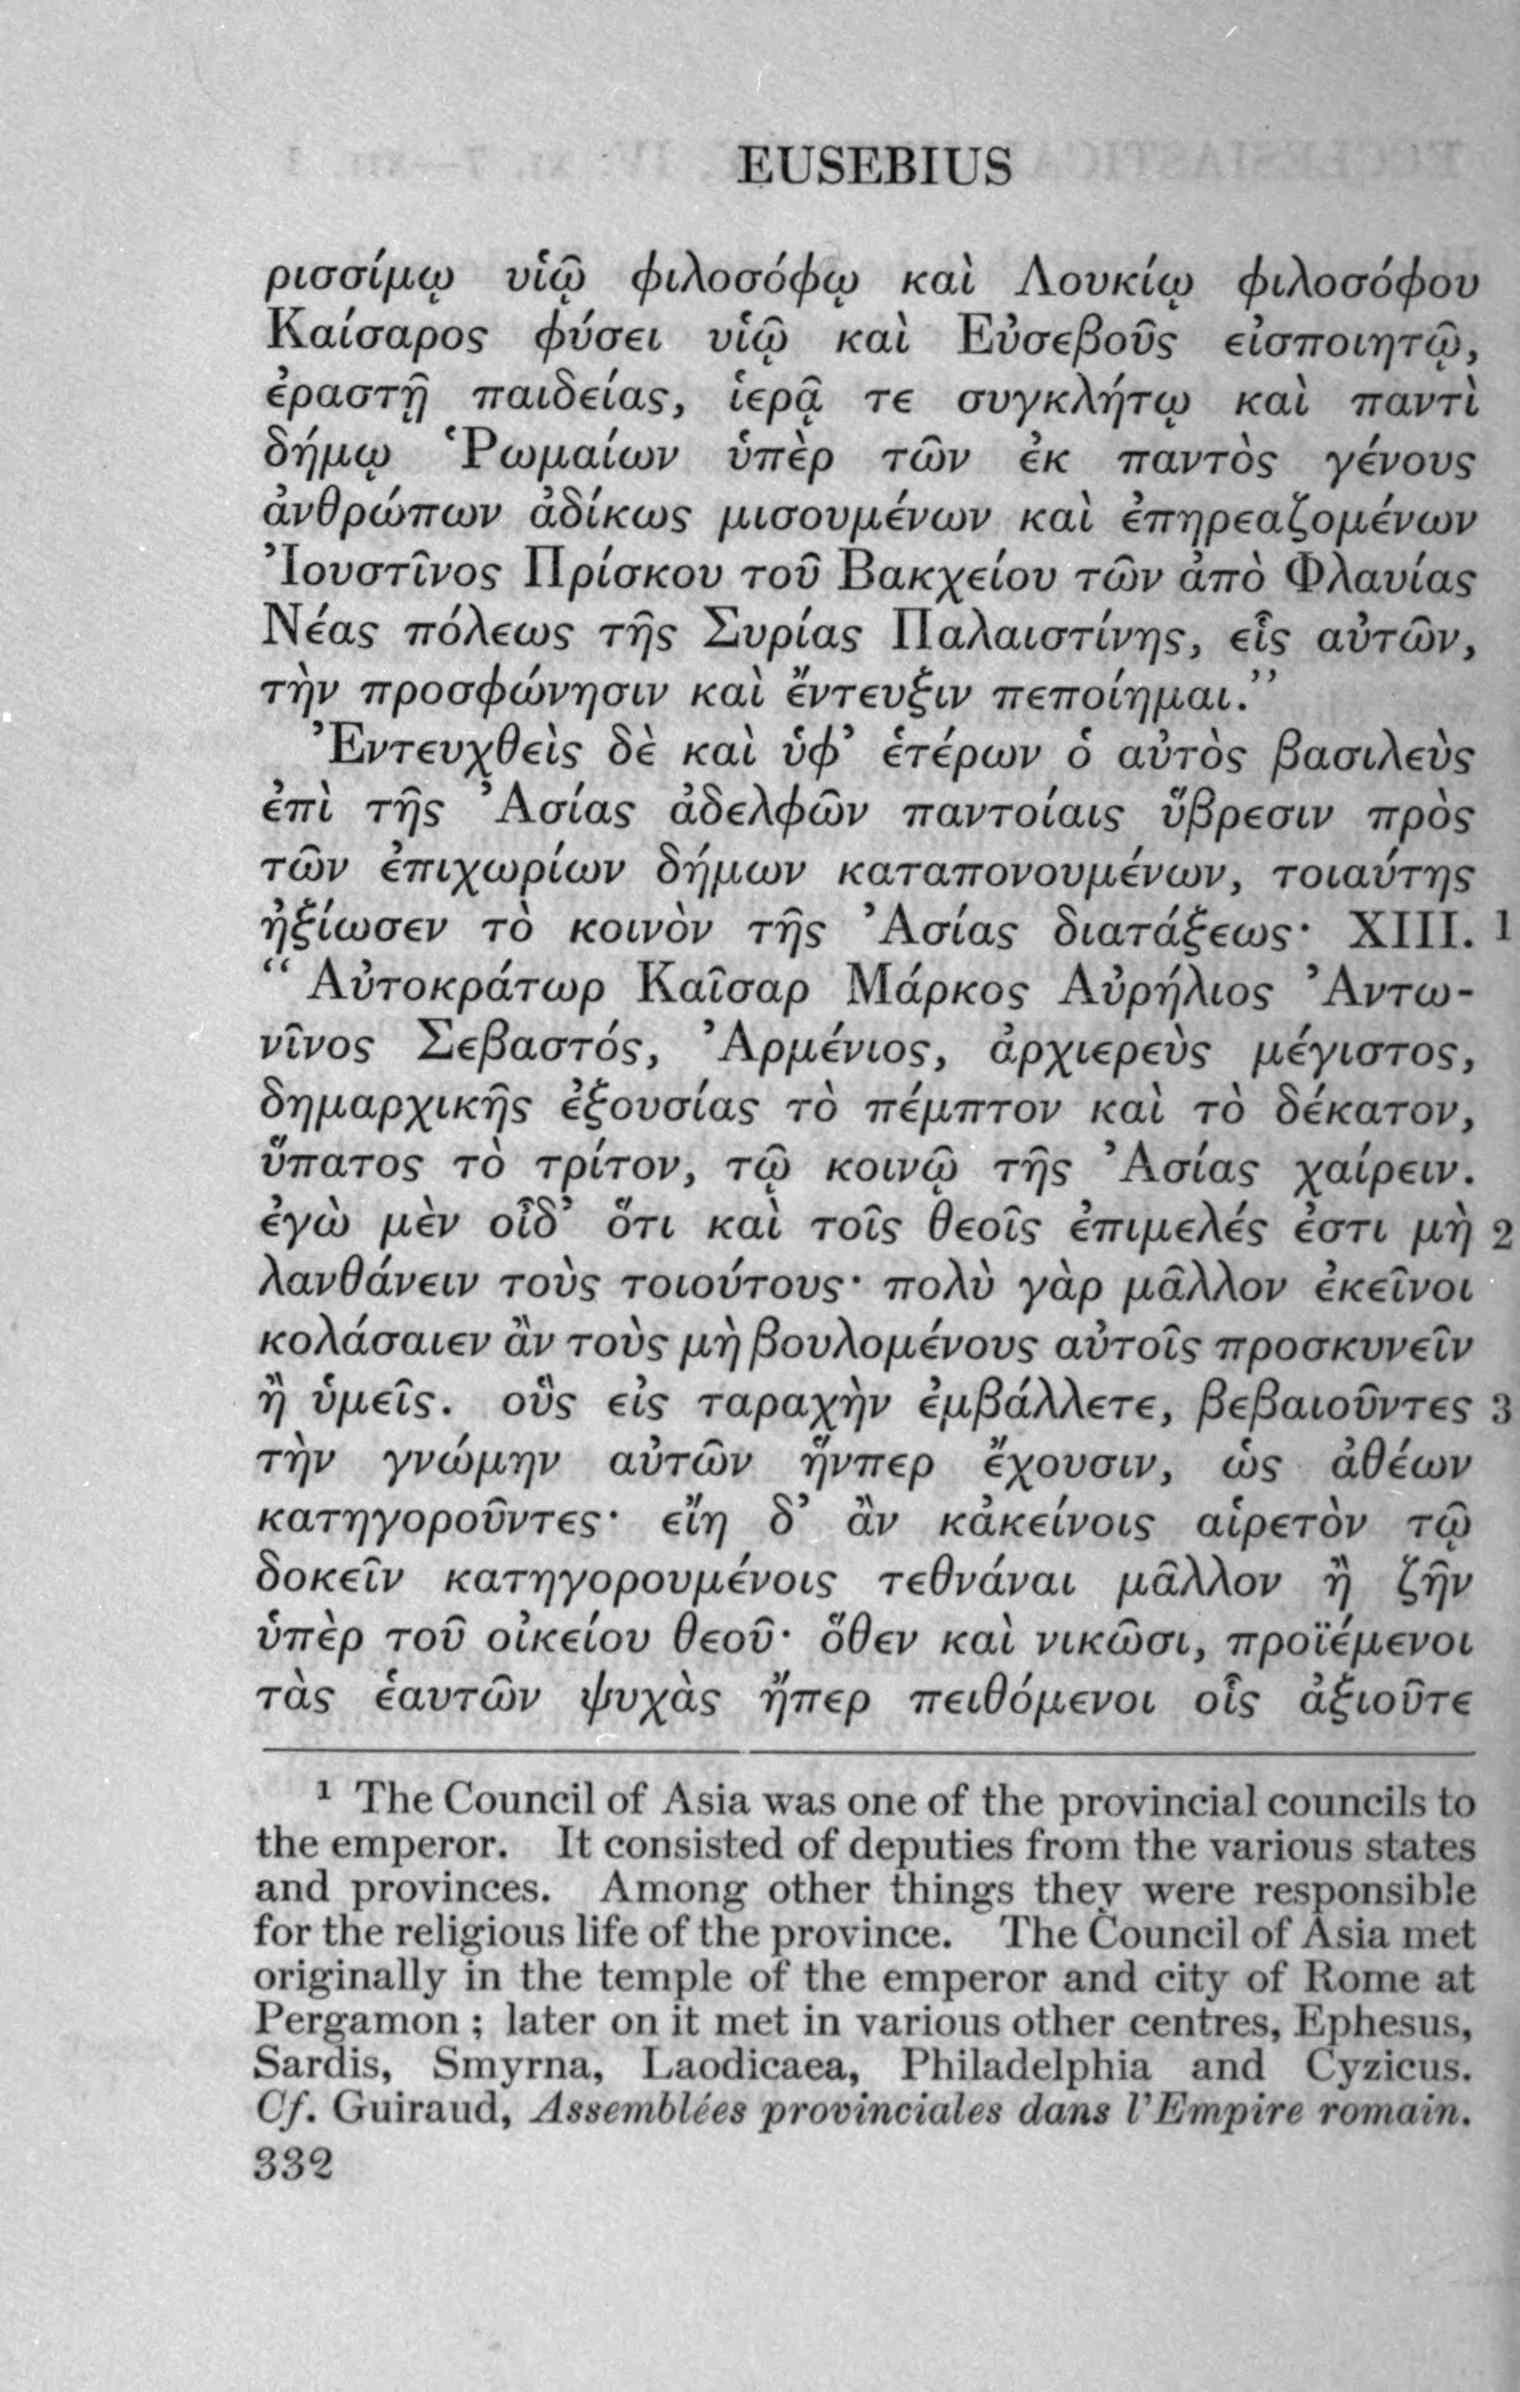 EUSEBIUS
ρισσίμῳ υἱῷ φιλοσόφῳ καὶ Λουκίῳ φιλοσόφου
Καίσαρος φύσει υἱῷ καὶ Εὐσεβοῦς εἰσποιητῷ,
ἐραστῇ παιδείας, ἱερᾷ τε συγκλήτῳ καὶ παντὶ
δήμῳ Ῥωμαίων ὑπὲρ τῶν ἐκ παντὸς γένους
ἀνθρώπων ἀδίκως μισουμένων καὶ ἐπηρεαζομένων
Ἰουστῖνος Πρίσκου τοῦ Βακχείου τῶν ἀπὸ Φλαυίας
Νέας πόλεως τῆς Συρίας Παλαιστίνης, εἷς αὐτῶν,
τὴν προσφώνησιν καὶ ἔντευξιν πεποίημαι.”
Ἐντευχθεὶς δὲ καὶ ὑφ’ ἑτέρων ὁ αὐτὸς βασιλεὺς
ἐπὶ τῆς Ἀσίας ἀδελφῶν παντοίαις ὕβρεσιν πρὸς
τῶν ἐπιχωρίων δήμων καταπονουμένων, τοιαύτης
ἠξίωσεν τὸ κοινὸν τῆς Ἀσίας διατάξεως· XIII. 1
“ Αὐτοκράτωρ Καῖσαρ Μάρκος Αὐρήλιος Ἀντω-
νῖνος Σεβαστός, Ἀρμένιος, ἀρχιερεὺς μέγιστος,
δημαρχικῆς ἐξουσίας τὸ πέμπτον καὶ τὸ δέκατον,
ὕπατος τὸ τρίτον, τῷ κοινῷ τῆς Ἀσίας χαίρειν.
ἐγὼ μὲν οἶδ’ ὅτι καὶ τοῖς θεοῖς ἐπιμελές ἐστι μὴ 2
λανθάνειν τοὺς τοιούτους· πολὺ γὰρ μᾶλλον ἐκεῖνοι
κολάσαιεν ἂν τοὺς μὴ βουλομένους αὐτοῖς προσκυνεῖν
ἢ ὑμεῖς. οὓς εἰς ταραχὴν ἐμβάλλετε, βεβαιοῦντες 3
τὴν γνώμην αὐτῶν ἥνπερ ἔχουσιν, ὡς ἀθέων
κατηγοροῦντες· εἴη δ’ ἂν κἀκείνοις αἱρετὸν τῷ
δοκεῖν κατηγορουμένοις τεθνάναι μᾶλλον ἢ ζῆν
ὑπὲρ τοῦ οἰκείου θεοῦ· ὅθεν καὶ νικῶσι, προϊέμενοι
τὰς ἑαυτῶν ψυχὰς ἤπερ πειθόμενοι οἷς ἀξιοῦτε
1 The Council of Asia was one of the provincial councils to
the emperor. It consisted of deputies from the various states
and provinces. Among other things they were responsible
for the religious life of the province. The Council of Asia met
originally in the temple of the emperor and city of Rome at
Pergamon ; later on it met in various other centres, Ephesus,
Sardis, Smyrna, Laodicaea, Philadelphia and Cyzicus.
Cf. Guiraud, Assemblées provinciales dans l’Empire romain.
332